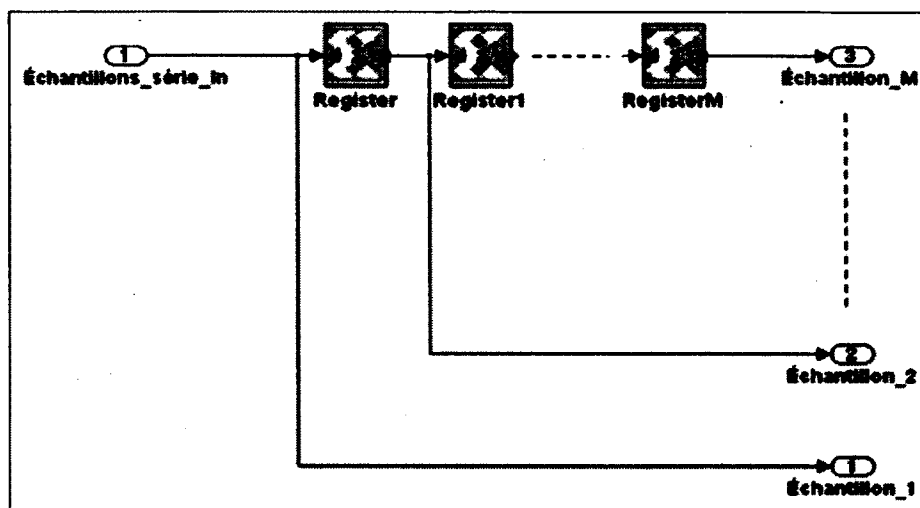 1
Échantillons_série_In
Register
Register1
RegisterM
3
Échantillon_M
2
Échantillon_2
1
Échantillon_1